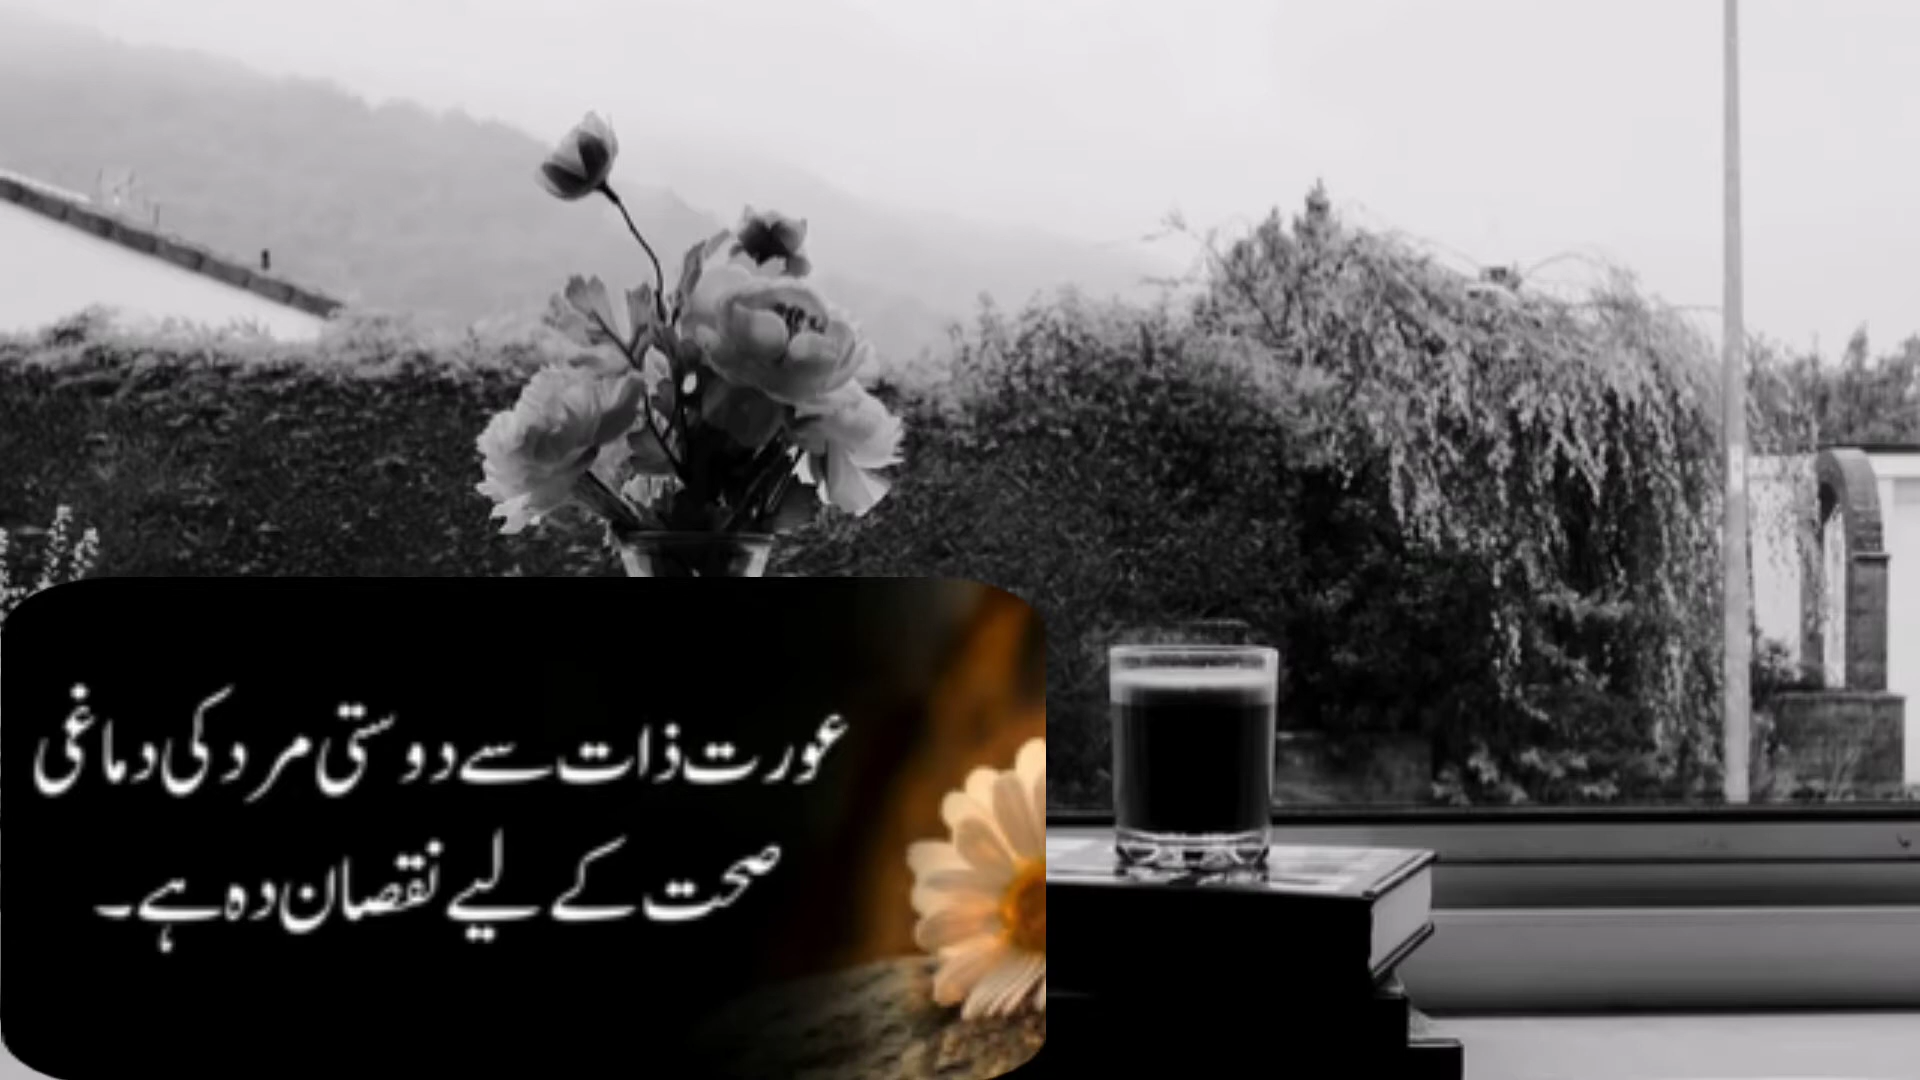 عورت ذات سے دوستی مرد کی دماغی
صحت کے لیے نقصان دہ ہے۔